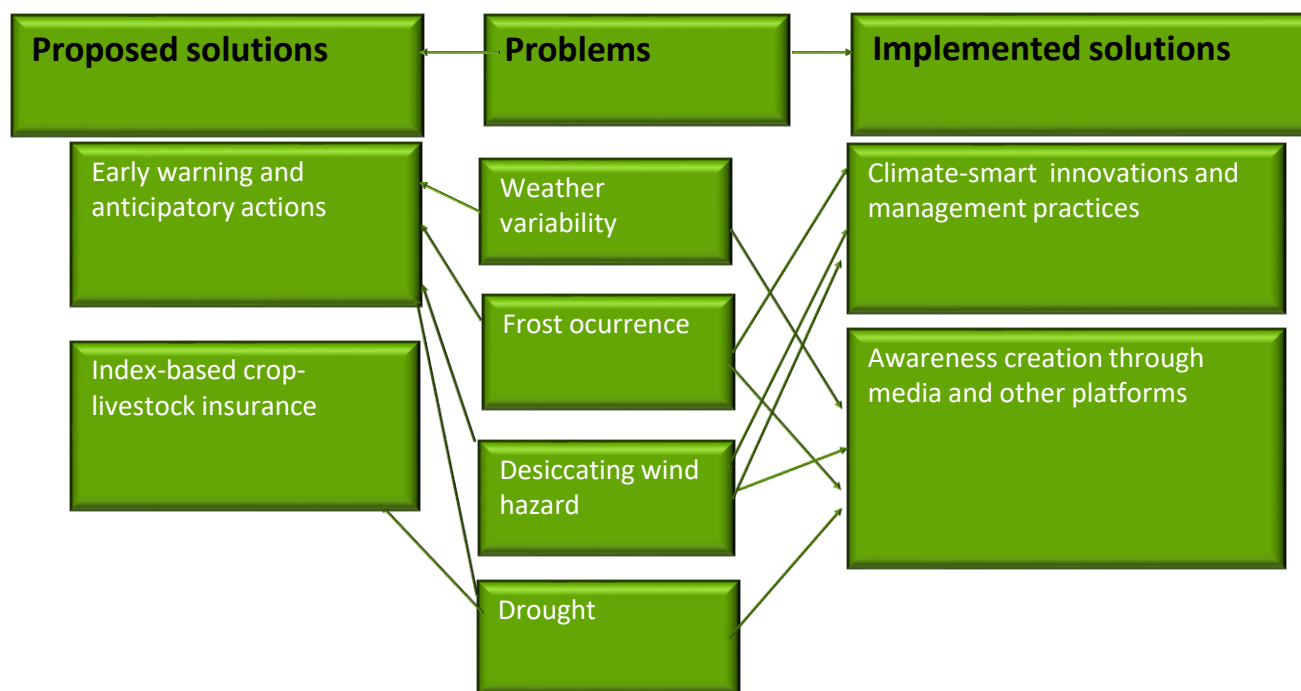 Proposed solutions
Problems
Implemented solutions
Early warning and
anticipatory actions
Weather
variability
Climate-smart innovations and
management practices
Frost ocurrence
Index-based crop-
livestock insurance
Awareness creation through
media and other platforms
Desiccating wind
hazard
Drought